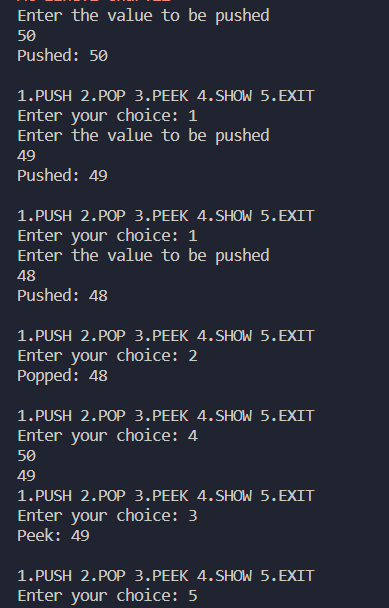 Enter the value to be pushed
50
Pushed: 50
1.PUSH 2.POP 3.PEEK 4.SHOW 5.EXIT
Enter your choice: 1
Enter the value to be pushed
49
Pushed: 49
1.PUSH 2.POP 3.PEEK 4.SHOW 5.EXIT
Enter your choice: 1
Enter the value to be pushed
48
Pushed: 48
1.PUSH 2.POP 3.PEEK 4.SHOW 5.EXIT
Enter your choice: 2
Popped: 48
1.PUSH 2.POP 3.PEEK 4.SHOW 5.EXIT
Enter your choice: 4
50
49
1.PUSH 2.POP 3.PEEK 4.SHOW 5.EXIT
Enter your choice: 3
Peek: 49
1.PUSH 2.POP 3.PEEK 4.SHOW 5.EXIT
Enter your choice: 5